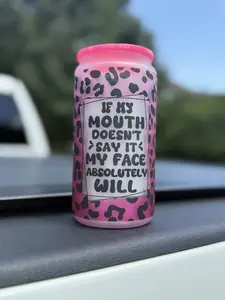 IF MY
MOUTH
DOESN'T
SAY IT
MY FACE
ABSOLUTELY
WILL